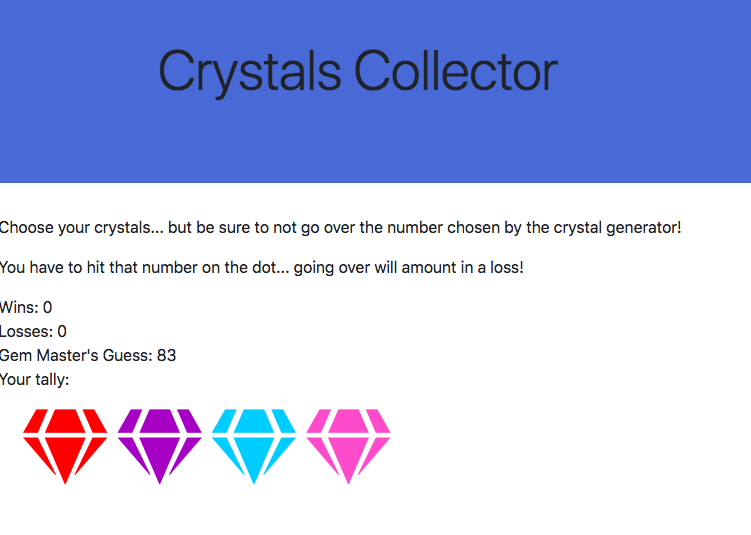 Crystals Collector
Choose your crystals... but be sure to not go over the number chosen by the crystal generator!
You have to hit that number on the dot... going over will amount in a loss!
Wins: 0
Losses: 0
Gem Master's Guess: 83
Your tally: